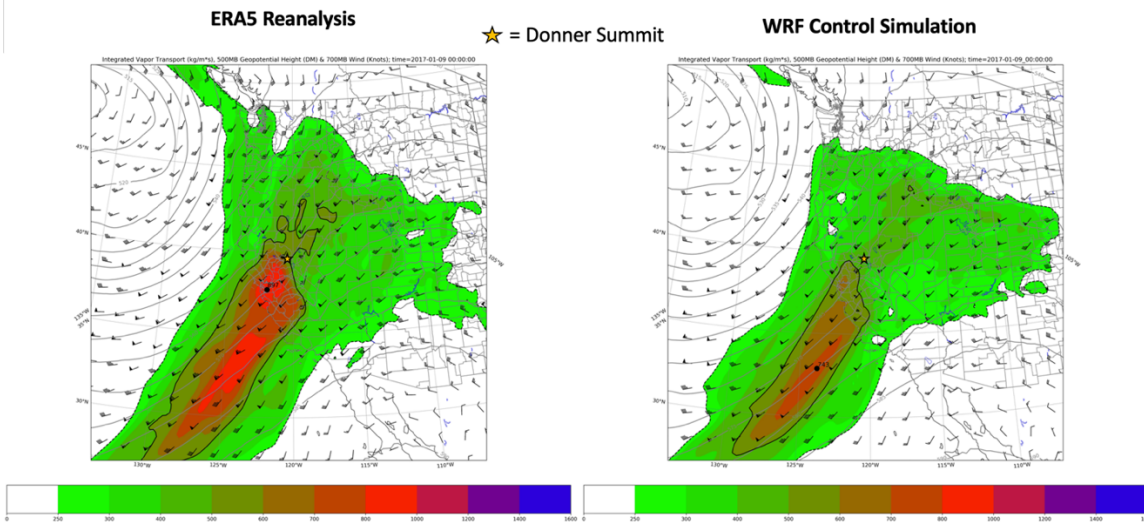 ERA5 Reanalysis
= Donner Summit
WRF Control Simulation
Integrated Vapor Transport (kg/m*s), 500MB Geopotential Height (DM) & 700MB Wind (Knots); time=2017-01-09 00:00:00
Integrated Vapor Transport (kg/m*s), 500MB Geopotential Height (DM) & 700MB Wind (Knots); time=2017-01-09_00:00:00
45°N
40°N
135°W
35°N
30°N
105°W
130°W
125°W
120°W
115°W
110°W
45°N
40°N
135°W
35°N
30°N
793
105°W
130°W
125°W
120°W
115°W
110°W
0 250 300 400 500 600 700 800 1000 1200 1400 1600
0 250 300 400 500 600 700 800 1000 1200 1400